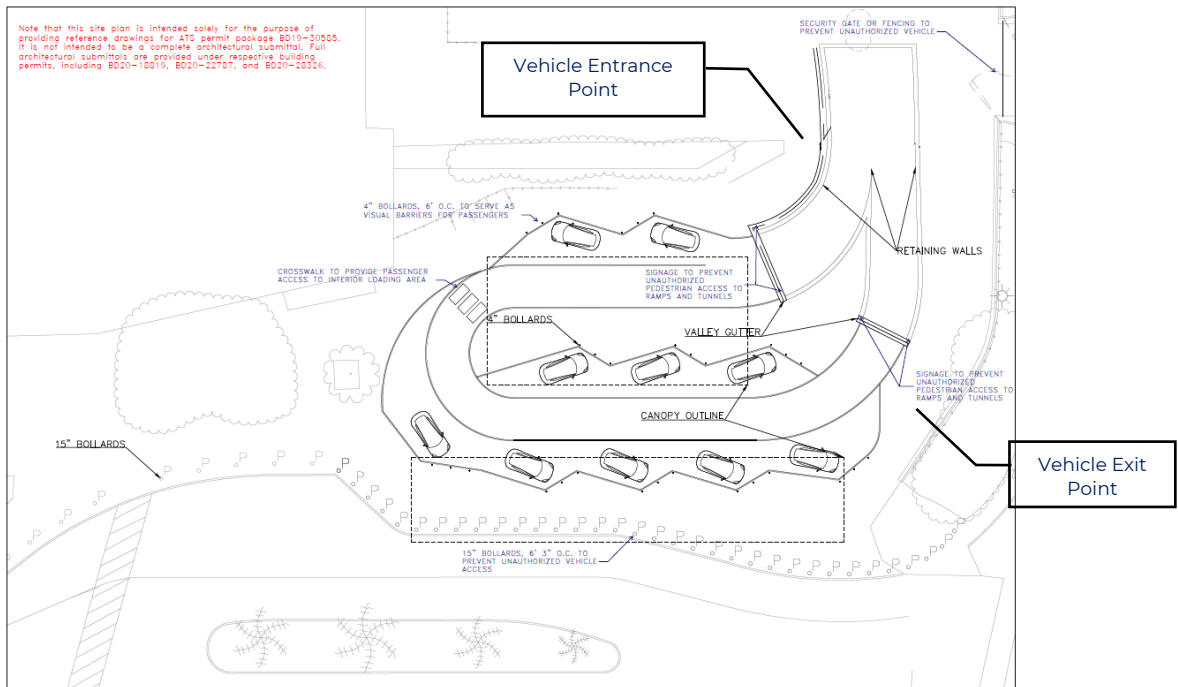 Note that this site plan is intended solely for the purpose of
providing reference drawings for ATS permit package BD19-30585.
It is not intended to be a complete architectural submittal. Full
architectural submittals are provided under respective building
permits, including BD20-18819, BD20-22787, and BD20-28326.
SECURITY GATE OR FENCING TO
PREVENT UNAUTHORIZED VEHICLE
Vehicle Entrance
Point
4" BOLLARDS, 6' O.C. TO SERVE AS
VISUAL BARRIERS FOR PASSENGERS
RETAINING WALLS
CROSSWALK TO PROVIDE PASSENGER
ACCESS TO INTERIOR LOADING AREA
SIGNAGE TO PREVENT
UNAUTHORIZED
PEDESTRIAN ACCESS TO
RAMPS AND TUNNELS
4" BOLLARDS
VALLEY GUTTER
SIGNAGE TO PREVENT
UNAUTHORIZED
PEDESTRIAN ACCESS TO
RAMPS AND TUNNELS
CANOPY OUTLINE
15" BOLLARDS
Vehicle Exit
Point
15" BOLLARDS, 6' 3" O.C. TO
PREVENT UNAUTHORIZED VEHICLE
ACCESS